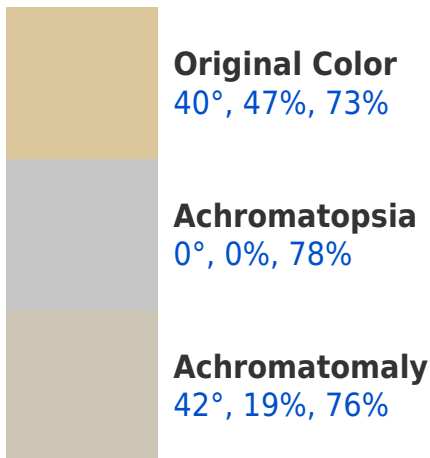 Original Color
40°, 47%, 73%
Achromatopsia
0°, 0%, 78%
Achromatomaly
42°, 19%, 76%